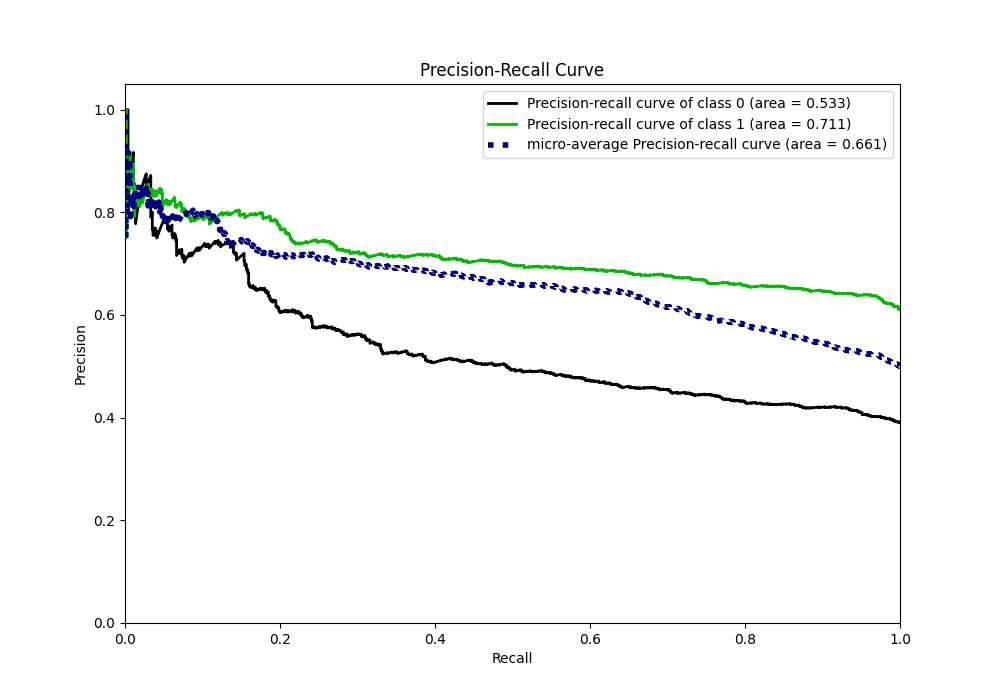 Precision-Recall Curve
Precision-recall curve of class 0 (area = 0.533)
Precision-recall curve of class 1 (area = 0.711)
micro-average Precision-recall curve (area = 0.661)
Precision
1.0
0.8
0.6
0.4
0.2
0.0
0.0 0.2 0.4 0.6 0.8 1.0
Recall